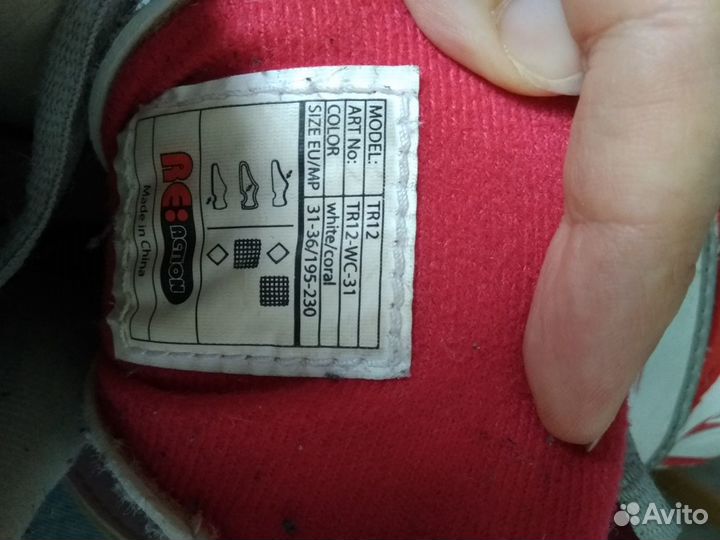 MODEL: TR12
ART No: TR12-WC-31
COLOR white/coral
SIZE EU/MP 31-36/195-230
RE:ACTION
Made in China
Avito